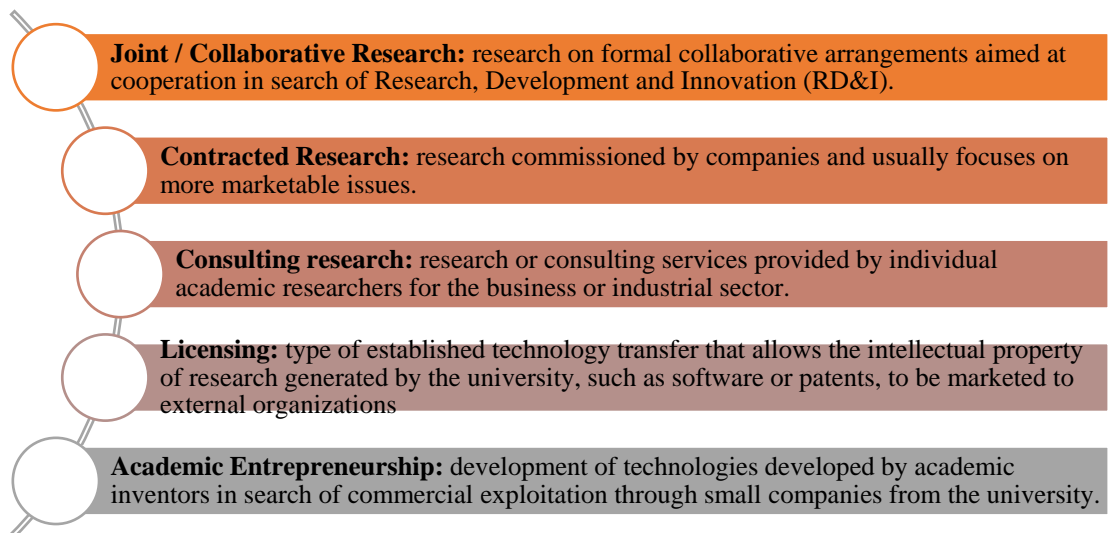 Joint / Collaborative Research: research on formal collaborative arrangements aimed at
cooperation in search of Research, Development and Innovation (RD&I).
Contracted Research: research commissioned by companies and usually focuses on
more marketable issues.
Consulting research: research or consulting services provided by individual
academic researchers for the business or industrial sector.
Licensing: type of established technology transfer that allows the intellectual property
of research generated by the university, such as software or patents, to be marketed to
external organizations
Academic Entrepreneurship: development of technologies developed by academic
inventors in search of commercial exploitation through small companies from the university.